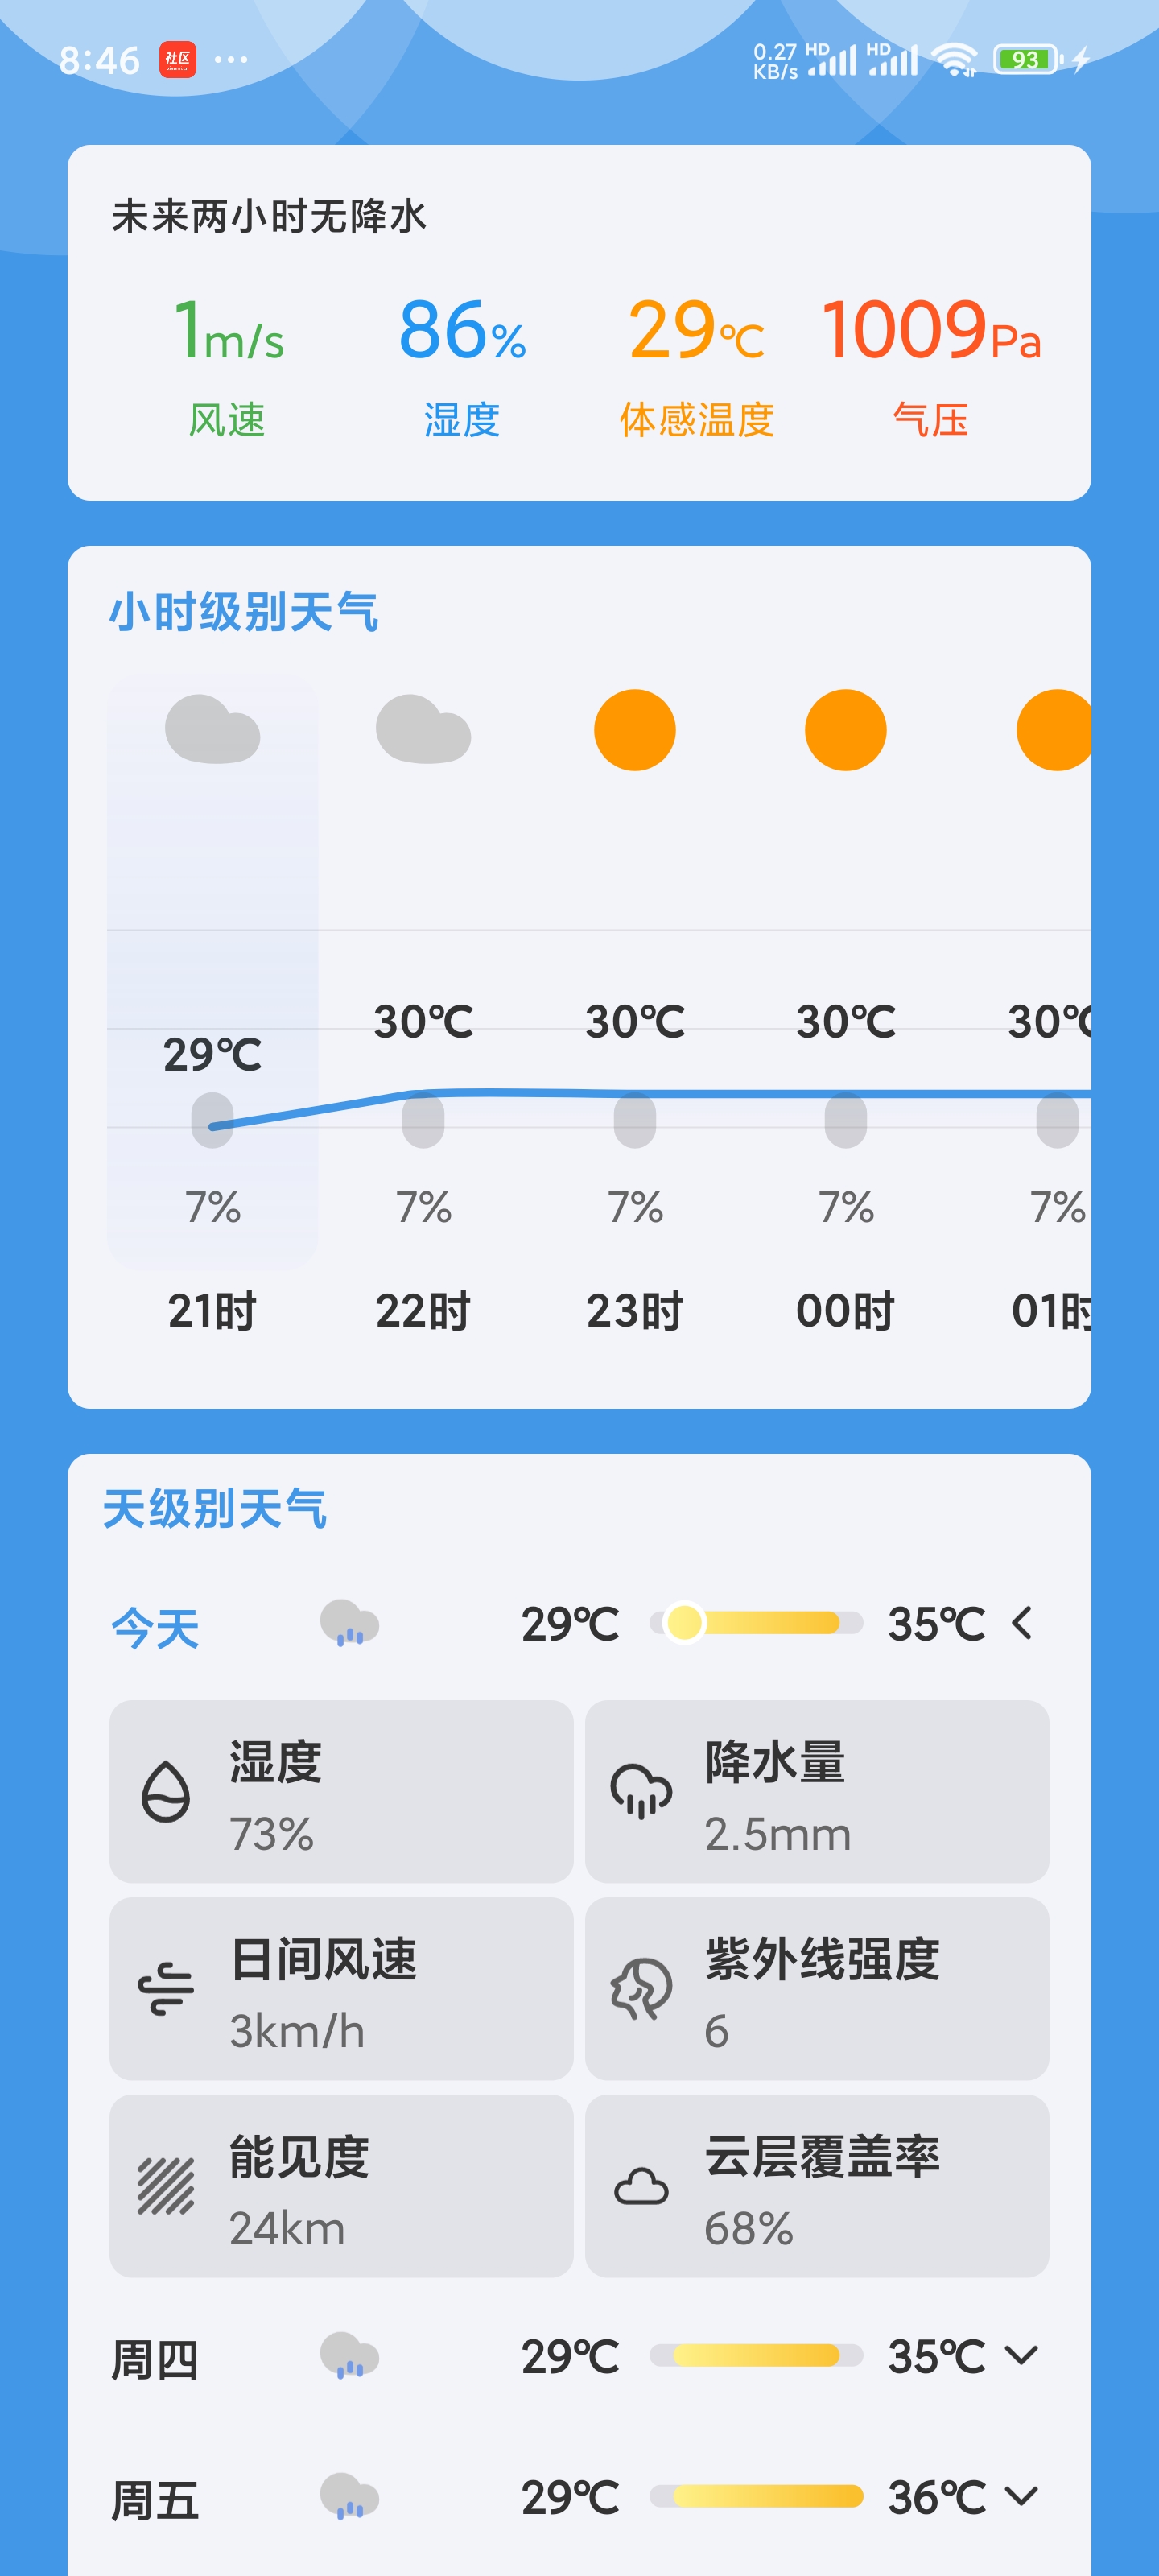 8:46 社区 ··· 0.27 KB/s HD HD 93
未来两小时无降水
1m/s 86% 29°C 1009Pa
风速 湿度 体感温度 气压
小时级别天气
30°C 30°C 30°C 30°C
29°C
7% 7% 7% 7% 7%
21时 22时 23时 00时 01时
天级别天气
今天 29°C 35°C
湿度 降水量
73% 2.5mm
日间风速 紫外线强度
3km/h 6
能见度 云层覆盖率
24km 68%
周四 29°C 35°C
周五 29°C 36°C